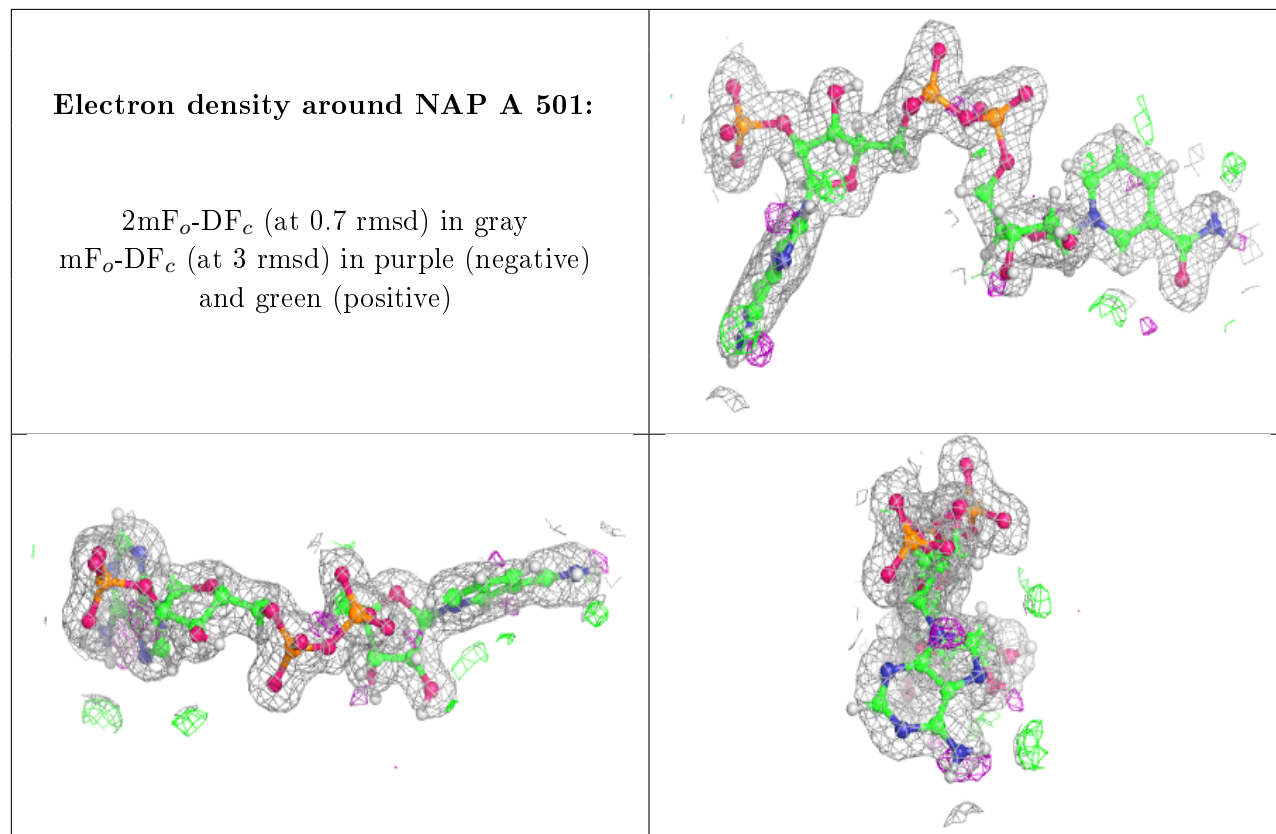 Electron density around NAP A 501:
2mFₒ-DF𝒸 (at 0.7 rmsd) in gray
mFₒ-DF𝒸 (at 3 rmsd) in purple (negative)
and green (positive)